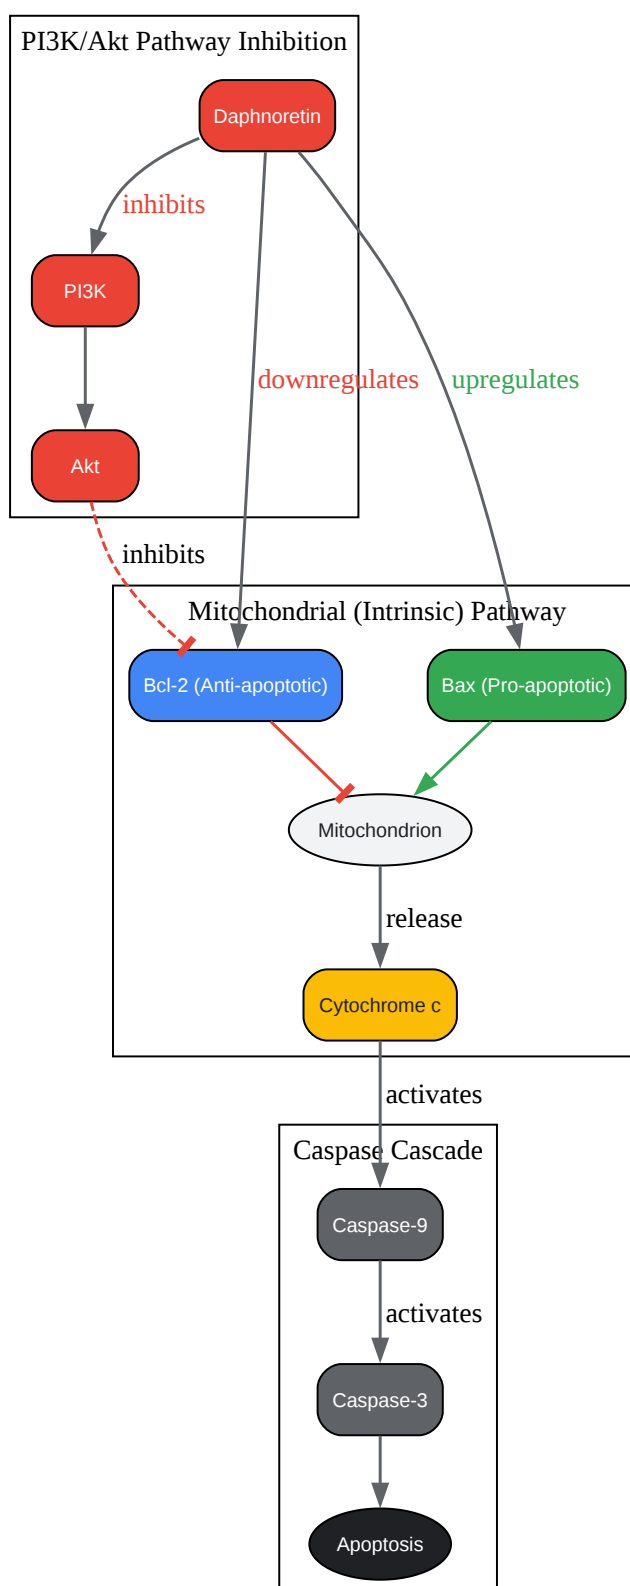 PI3K/Akt Pathway Inhibition
Daphnoretin
inhibits
PI3K
downregulates
upregulates
Akt
inhibits
Mitochondrial (Intrinsic) Pathway
Bcl-2 (Anti-apoptotic)
Bax (Pro-apoptotic)
Mitochondrion
release
Cytochrome c
activates
Caspase Cascade
Caspase-9
activates
Caspase-3
Apoptosis